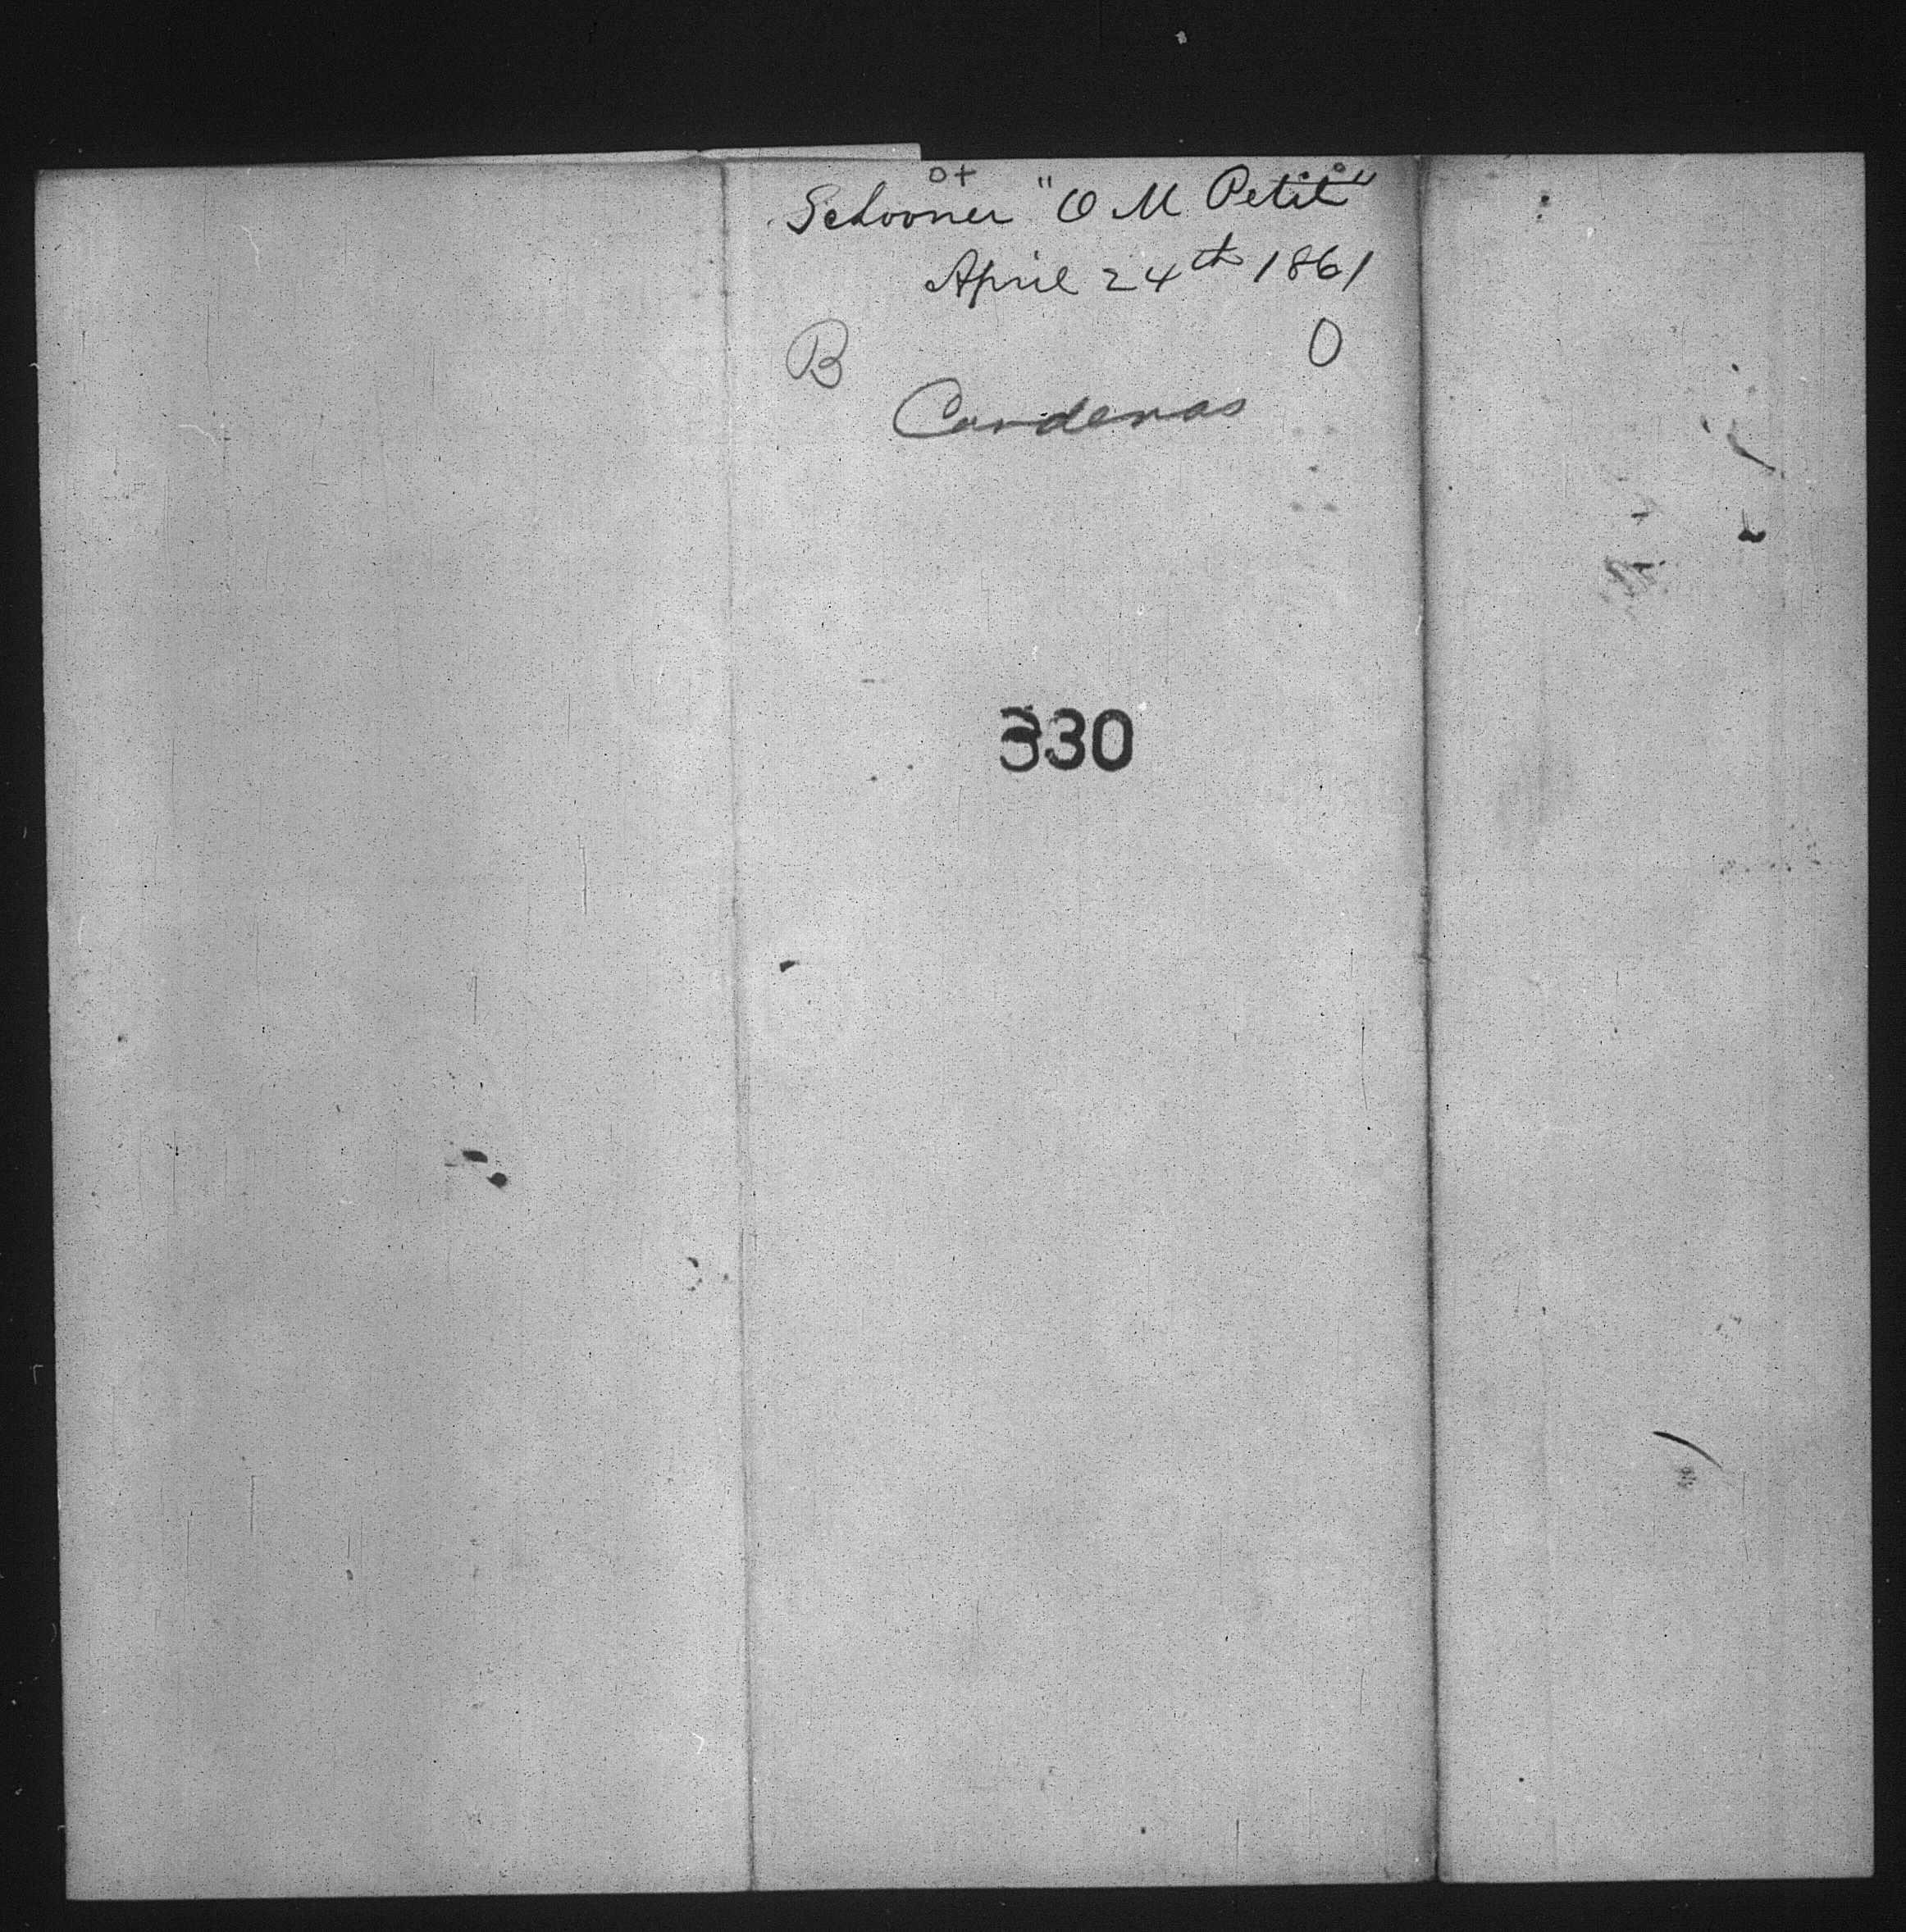 o+
Schooner "O M Petit"
April 24th 1861
B O
Cardenas
330